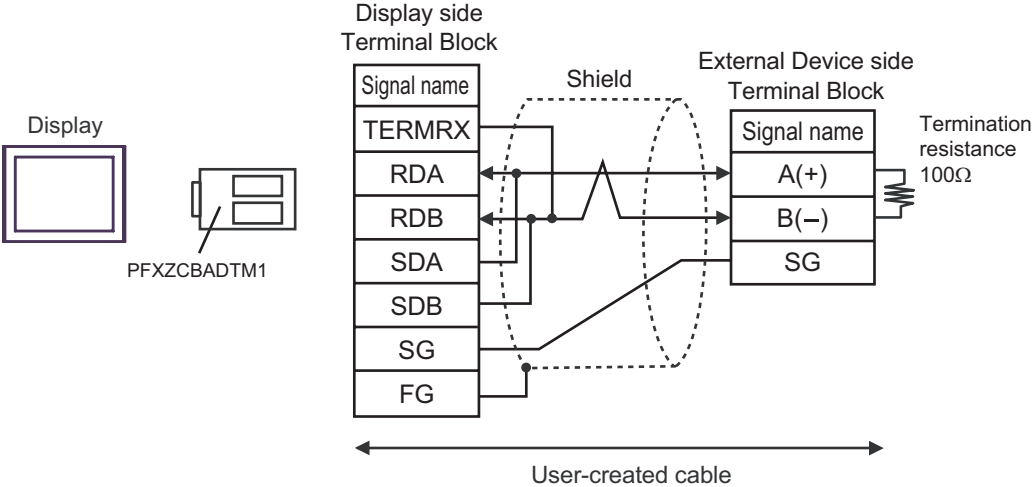 Display
PFXZCBADTM1
Display side
Terminal Block
Signal name
TERMRX
RDA
RDB
SDA
SDB
SG
FG
Shield
External Device side
Terminal Block
Signal name
A(+)
B(−)
SG
Termination
resistance
100Ω
User-created cable